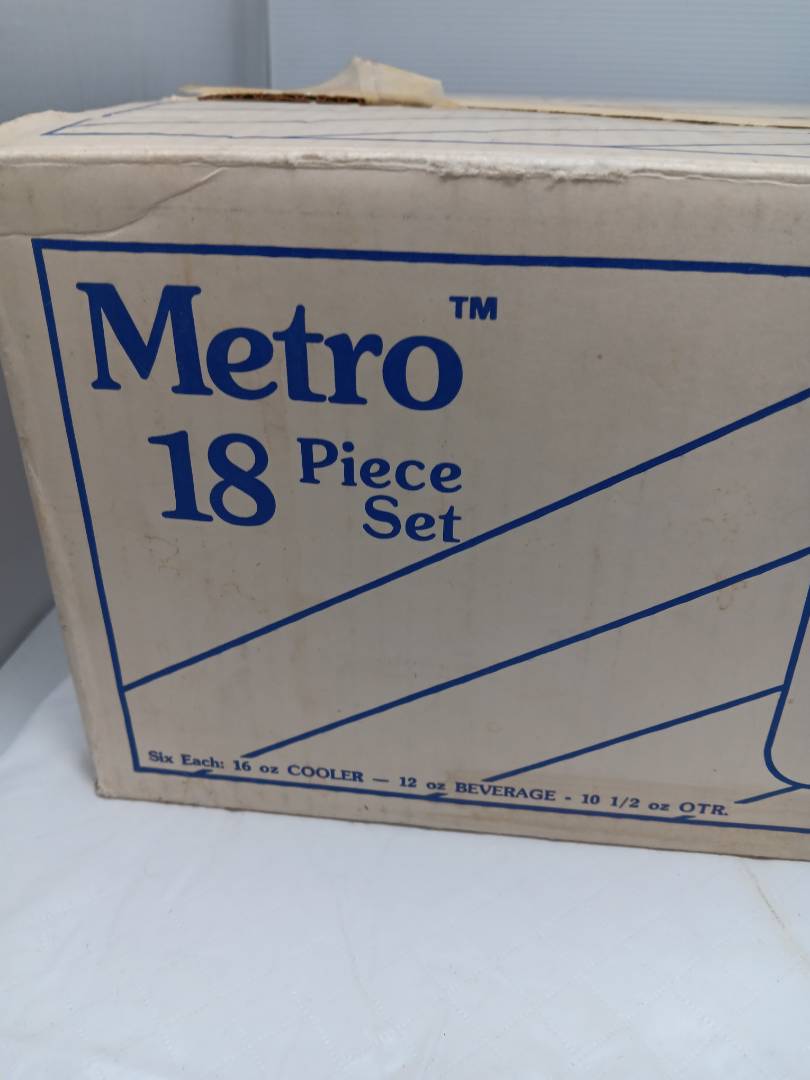 Metro™
18 Piece
Set
Six Each: 16 oz COOLER — 12 oz BEVERAGE - 10 1/2 oz OTR.